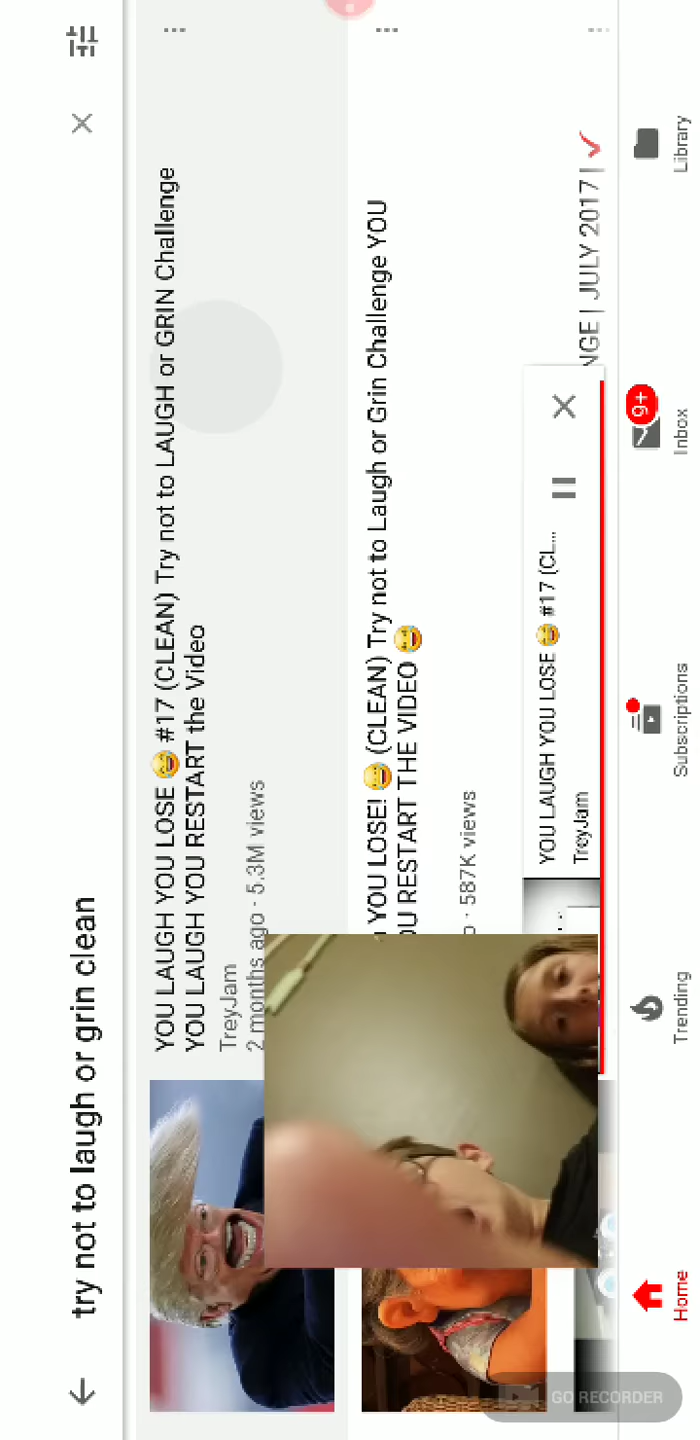 try not to laugh or grin clean
YOU LAUGH YOU LOSE 😂 #17 (CLEAN) Try not to LAUGH or GRIN Challenge
YOU LAUGH YOU RESTART the Video
TreyJam
2 months ago · 5.3M views
YOU LOSE! 😂 (CLEAN) Try not to Laugh or Grin Challenge YOU
OU RESTART THE VIDEO 😂
o · 587K views
YOU LAUGH YOU LOSE 😂 #17 (CL...
TreyJam
NGE | JULY 2017 | ✓
Home
Trending
Subscriptions
9+
Inbox
Library
GO RECORDER